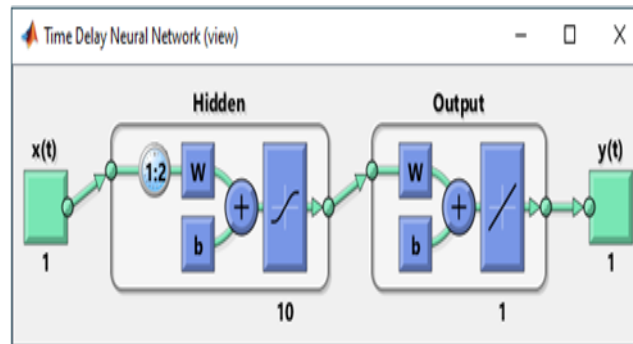 Time Delay Neural Network (view)
Hidden
Output
x(t)
y(t)
1:2
W
W
b
b
1
10
1
1